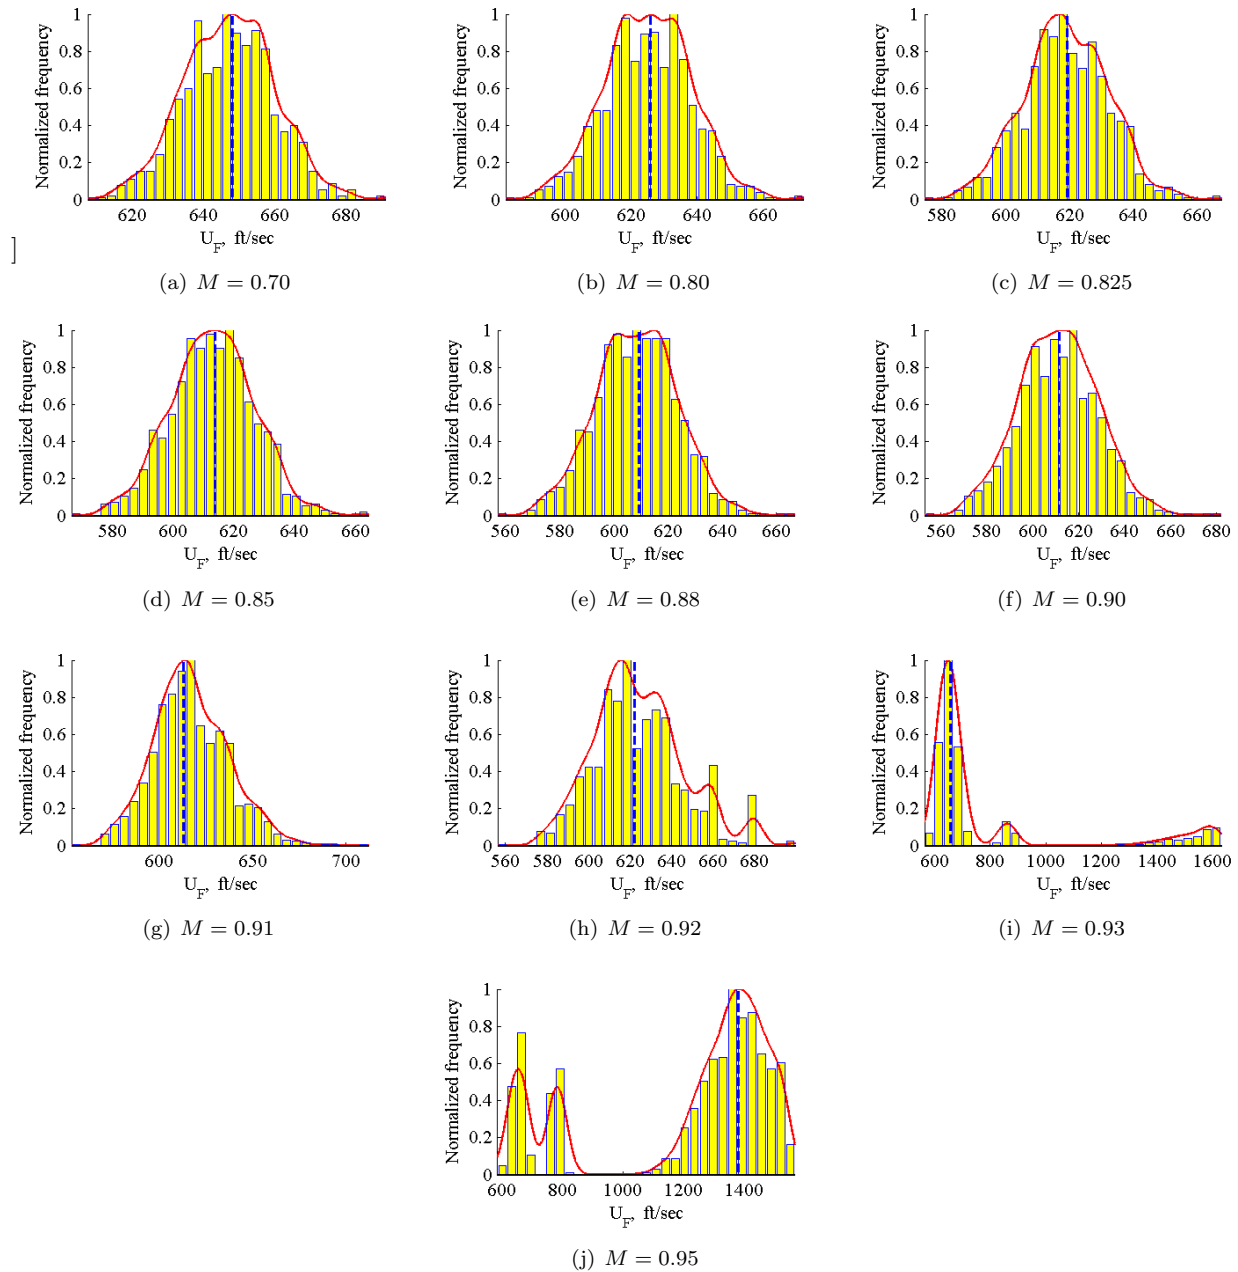 Normalized frequency
1
0.8
0.6
0.4
0.2
0
620 640 660 680
U_F, ft/sec
]
(a) M = 0.70
Normalized frequency
1
0.8
0.6
0.4
0.2
0
600 620 640 660
U_F, ft/sec
(b) M = 0.80
Normalized frequency
1
0.8
0.6
0.4
0.2
0
580 600 620 640 660
U_F, ft/sec
(c) M = 0.825
Normalized frequency
1
0.8
0.6
0.4
0.2
0
580 600 620 640 660
U_F, ft/sec
(d) M = 0.85
Normalized frequency
1
0.8
0.6
0.4
0.2
0
560 580 600 620 640 660
U_F, ft/sec
(e) M = 0.88
Normalized frequency
1
0.8
0.6
0.4
0.2
0
560 580 600 620 640 660 680
U_F, ft/sec
(f) M = 0.90
Normalized frequency
1
0.8
0.6
0.4
0.2
0
600 650 700
U_F, ft/sec
(g) M = 0.91
Normalized frequency
1
0.8
0.6
0.4
0.2
0
560 580 600 620 640 660 680
U_F, ft/sec
(h) M = 0.92
Normalized frequency
1
0.8
0.6
0.4
0.2
0
600 800 1000 1200 1400 1600
U_F, ft/sec
(i) M = 0.93
Normalized frequency
1
0.8
0.6
0.4
0.2
0
600 800 1000 1200 1400
U_F, ft/sec
(j) M = 0.95